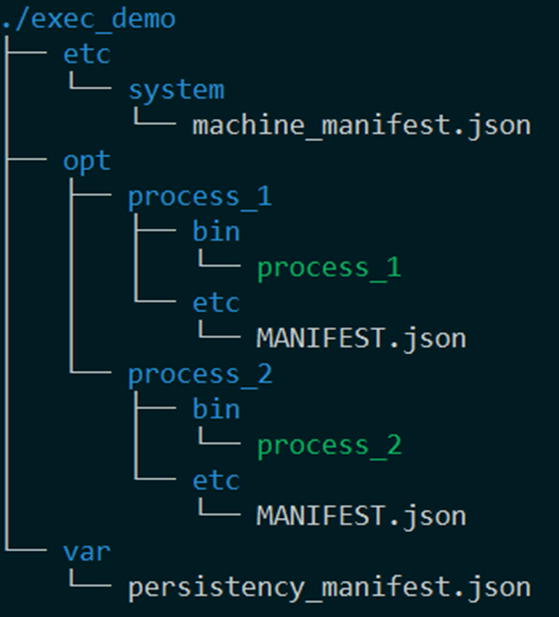 ./exec_demo
etc
system
machine_manifest.json
opt
process_1
bin
process_1
etc
MANIFEST.json
process_2
bin
process_2
etc
MANIFEST.json
var
persistency_manifest.json